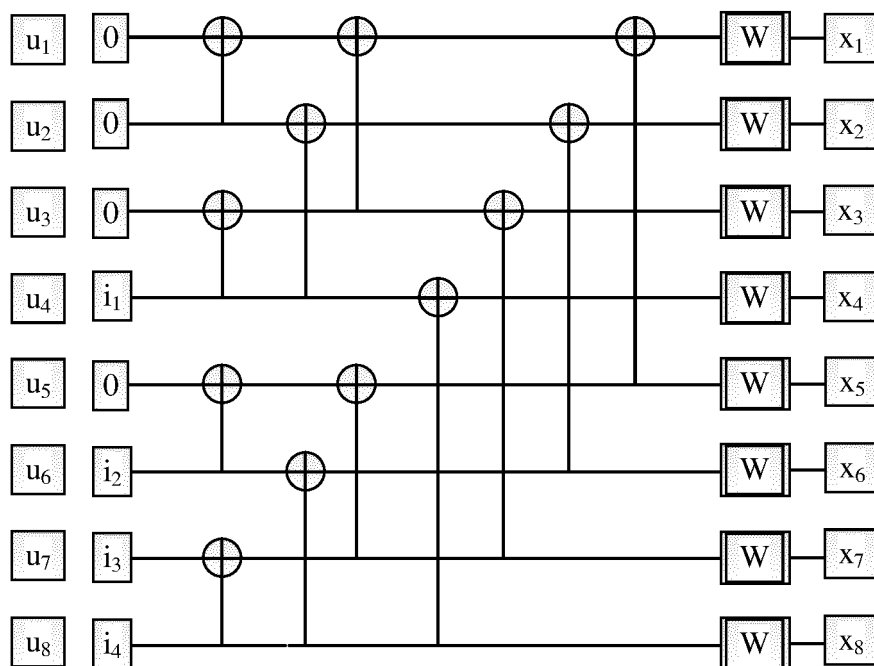 u₁ 0 W x₁
u₂ 0 W x₂
u₃ 0 W x₃
u₄ i₁ W x₄
u₅ 0 W x₅
u₆ i₂ W x₆
u₇ i₃ W x₇
u₈ i₄ W x₈